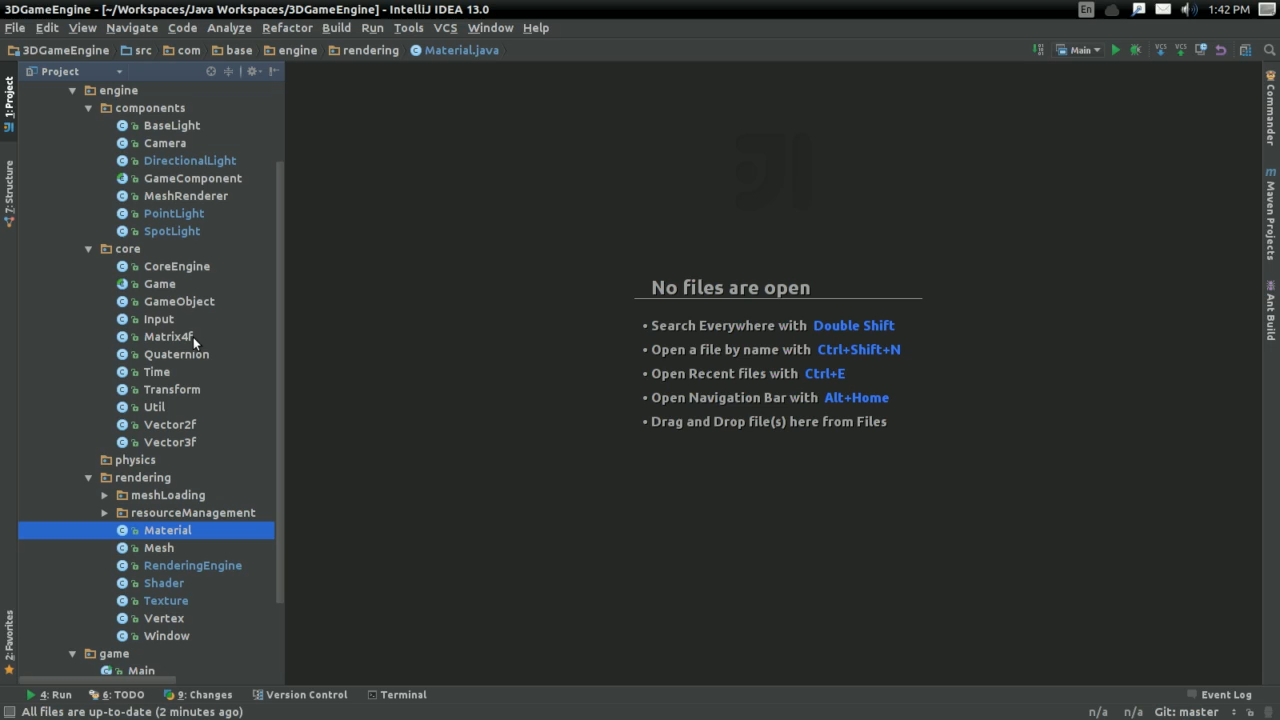 3DGameEngine - [~/Workspaces/Java Workspaces/3DGameEngine] - IntelliJ IDEA 13.0
En
1:42 PM
File Edit View Navigate Code Analyze Refactor Build Run Tools VCS Window Help
3DGameEngine src com base engine rendering Material.java
Main
VCS VCS
Project
1: Project
7: Structure
2: Favorites
engine
components
BaseLight
Camera
DirectionalLight
GameComponent
MeshRenderer
PointLight
SpotLight
core
CoreEngine
Game
GameObject
Input
Matrix4f
Quaternion
Time
Transform
Util
Vector2f
Vector3f
physics
rendering
meshLoading
resourceManagement
Material
Mesh
RenderingEngine
Shader
Texture
Vertex
Window
game
Main
No files are open
• Search Everywhere with Double Shift
• Open a file by name with Ctrl+Shift+N
• Open Recent files with Ctrl+E
• Open Navigation Bar with Alt+Home
• Drag and Drop file(s) here from Files
Commander
Maven Projects
Ant Build
4: Run 6: TODO 9: Changes Version Control Terminal
Event Log
All files are up-to-date (2 minutes ago)
n/a n/a Git: master